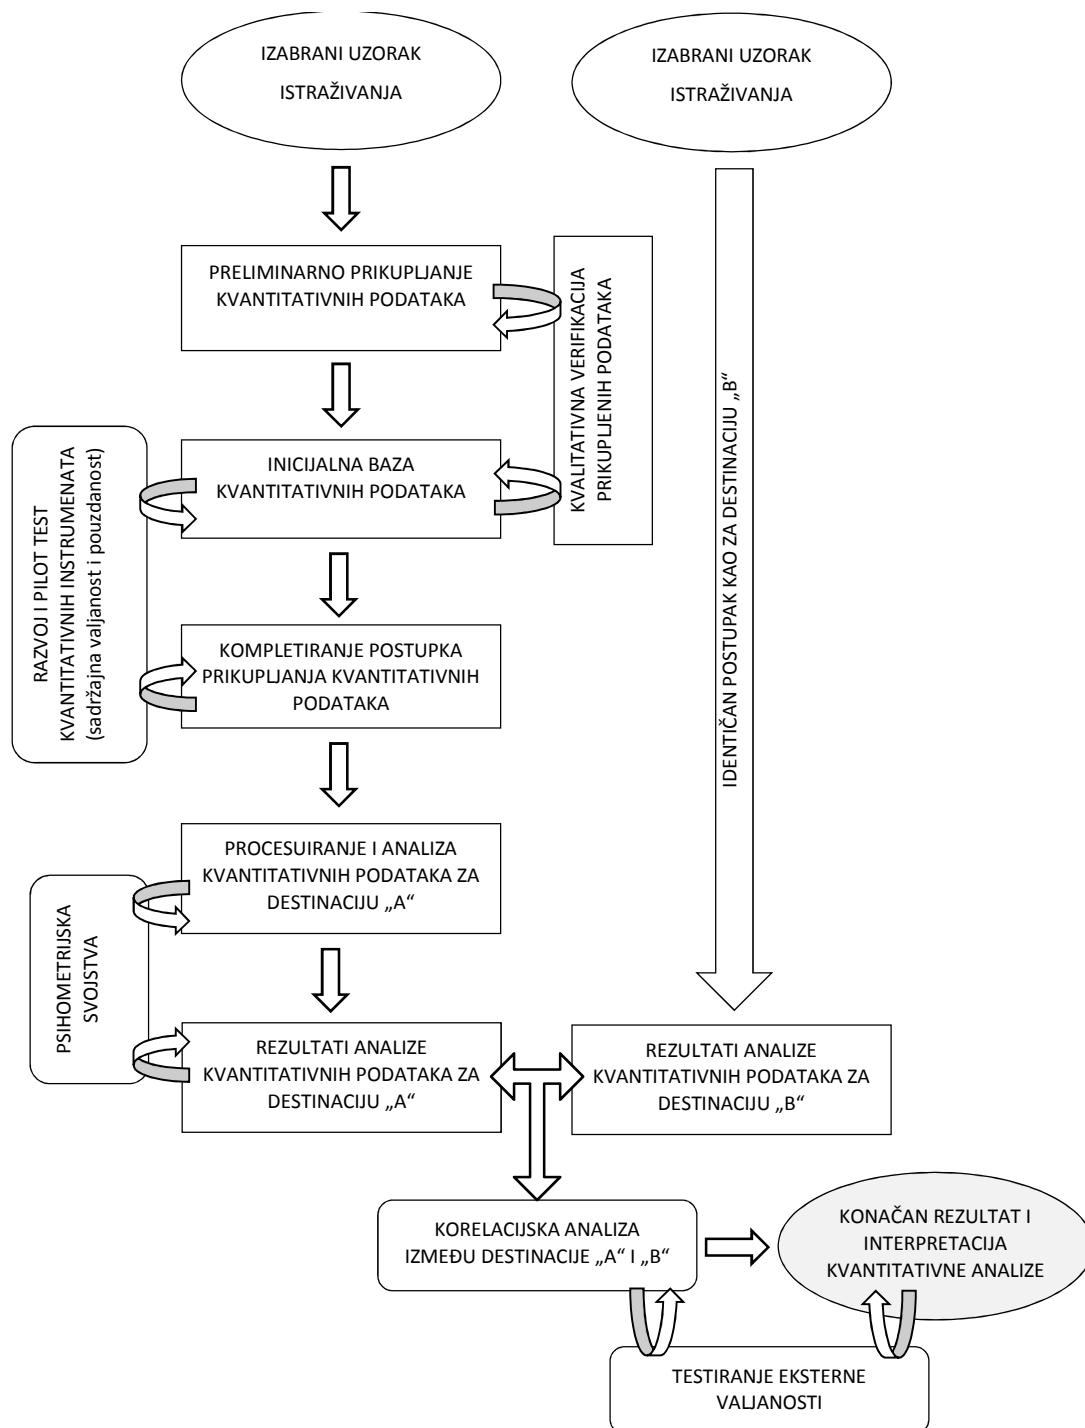 IZABRANI UZORAK
ISTRAŽIVANJA
IZABRANI UZORAK
ISTRAŽIVANJA
PRELIMINARNO PRIKUPLJANJE
KVANTITATIVNIH PODATAKA
KVALITATIVNA VERIFIKACIJA
PRIKUPLJENIH PODATAKA
IDENTIČAN POSTUPAK KAO ZA DESTINACIJU „B“
INICIJALNA BAZA
KVANTITATIVNIH PODATAKA
RAZVOJ I PILOT TEST
KVANTITATIVNIH INSTRUMENATA
(sadržajna valjanost i pouzdanost)
KOMPLETIRANJE POSTUPKA
PRIKUPLJANJA KVANTITATIVNIH
PODATAKA
PROCESUIRANJE I ANALIZA
KVANTITATIVNIH PODATAKA ZA
DESTINACIJU „A“
PSIHOMETRIJSKA
SVOJSTVA
REZULTATI ANALIZE
KVANTITATIVNIH PODATAKA ZA
DESTINACIJU „A“
REZULTATI ANALIZE
KVANTITATIVNIH PODATAKA ZA
DESTINACIJU „B“
KORELACIJSKA ANALIZA
IZMEĐU DESTINACIJE „A“ I „B“
KONAČAN REZULTAT I
INTERPRETACIJA
KVANTITATIVNE ANALIZE
TESTIRANJE EKSTERNE
VALJANOSTI